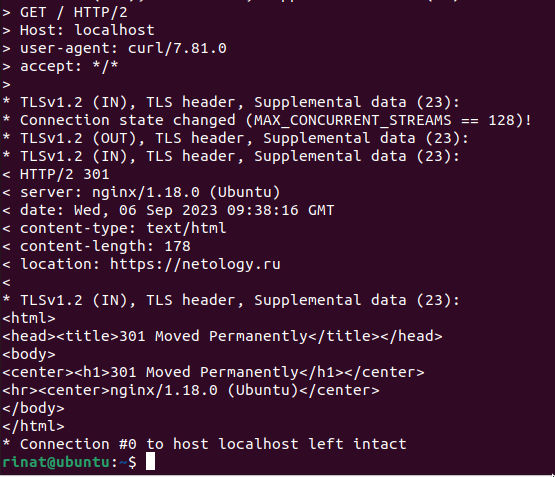 > GET / HTTP/2
> Host: localhost
> user-agent: curl/7.81.0
> accept: */*
>
* TLSv1.2 (IN), TLS header, Supplemental data (23):
* Connection state changed (MAX_CONCURRENT_STREAMS == 128)!
* TLSv1.2 (OUT), TLS header, Supplemental data (23):
* TLSv1.2 (IN), TLS header, Supplemental data (23):
< HTTP/2 301
< server: nginx/1.18.0 (Ubuntu)
< date: Wed, 06 Sep 2023 09:38:16 GMT
< content-type: text/html
< content-length: 178
< location: https://netology.ru
<
* TLSv1.2 (IN), TLS header, Supplemental data (23):
<html>
<head><title>301 Moved Permanently</title></head>
<body>
<center><h1>301 Moved Permanently</h1></center>
<hr><center>nginx/1.18.0 (Ubuntu)</center>
</body>
</html>
* Connection #0 to host localhost left intact
rinat@ubuntu:~$